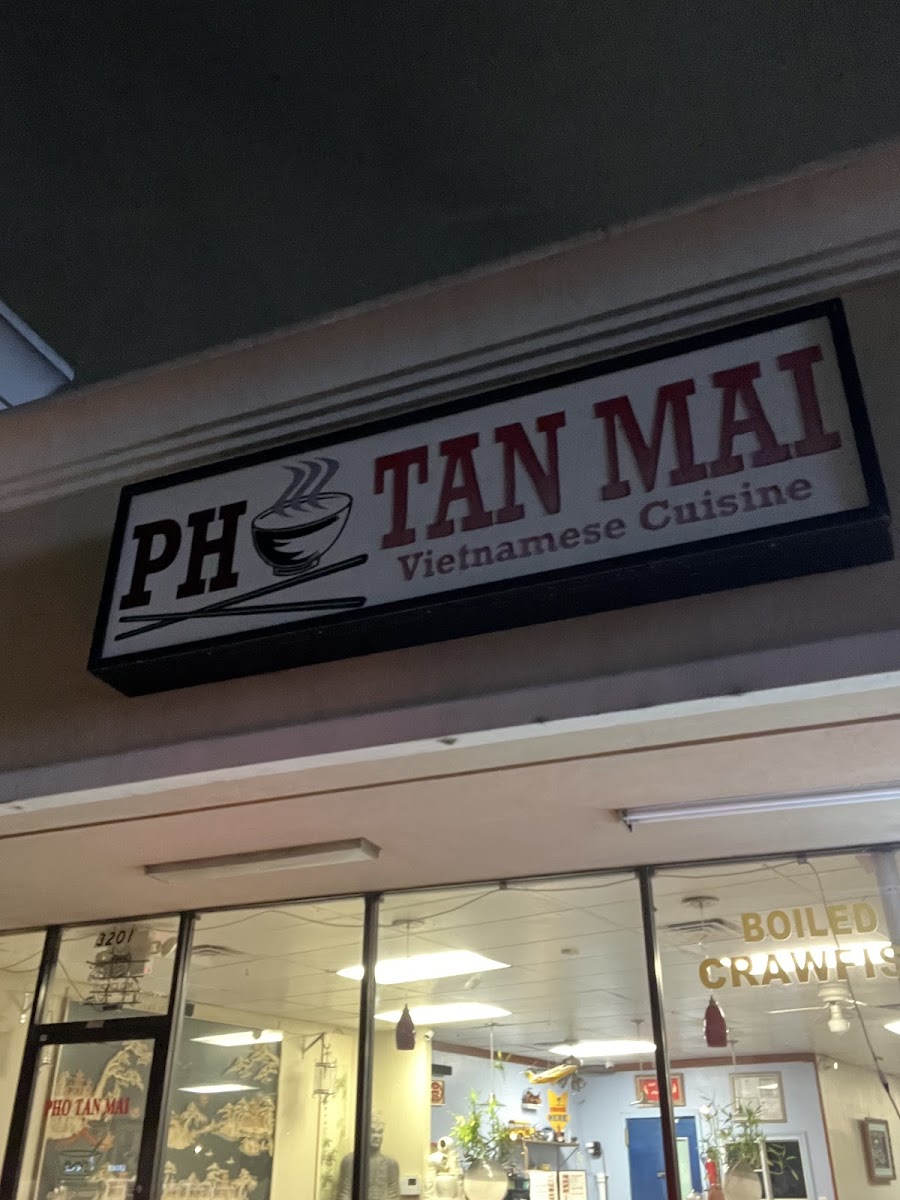 PH TAN MAI
Vietnamese Cuisine
3201
BOILED
CRAWFIS
PHO TAN MAI